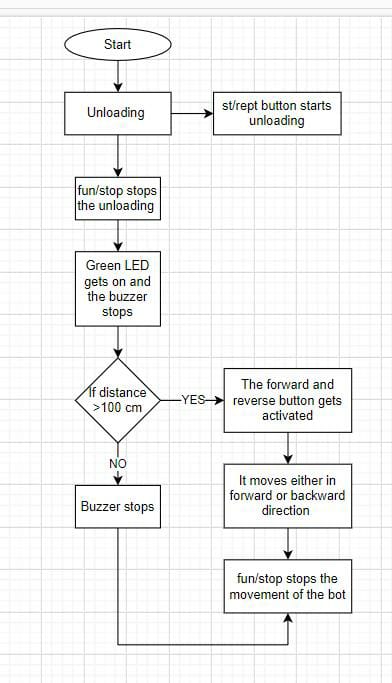 Start
Unloading
st/rept button starts
unloading
fun/stop stops
the unloading
Green LED
gets on and
the buzzer
stops
If distance
>100 cm
YES
The forward and
reverse button gets
activated
NO
It moves either in
forward or backward
direction
Buzzer stops
fun/stop stops the
movement of the bot